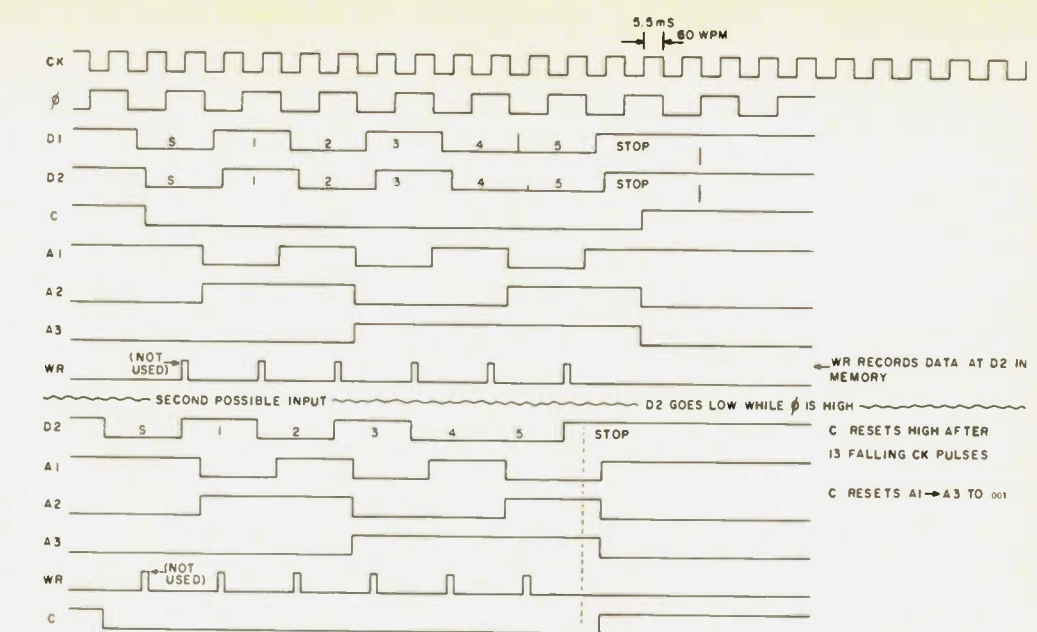 5.5mS
60 WPM
CK
ϕ
D1 S 1 2 3 4 5 STOP
D2 S 1 2 3 4 5 STOP
C
A1
A2
A3
(NOT
USED)
WR
WR RECORDS DATA AT D2 IN
MEMORY
SECOND POSSIBLE INPUT D2 GOES LOW WHILE ϕ IS HIGH
D2 S 1 2 3 4 5 STOP
C RESETS HIGH AFTER
13 FALLING CK PULSES
A1
C RESETS A1→A3 TO 001
A2
A3
(NOT
USED)
WR
C